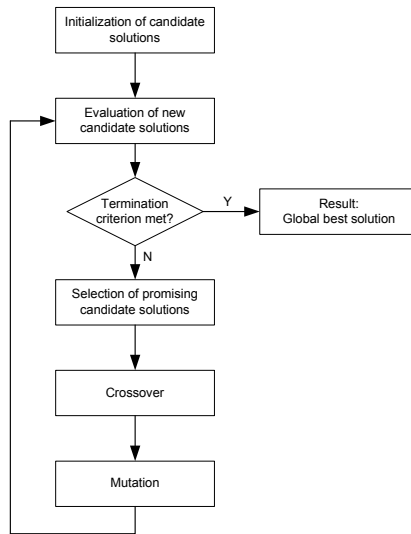 Initialization of candidate
solutions
Evaluation of new
candidate solutions
Termination
criterion met?
Y
Result:
Global best solution
N
Selection of promising
candidate solutions
Crossover
Mutation